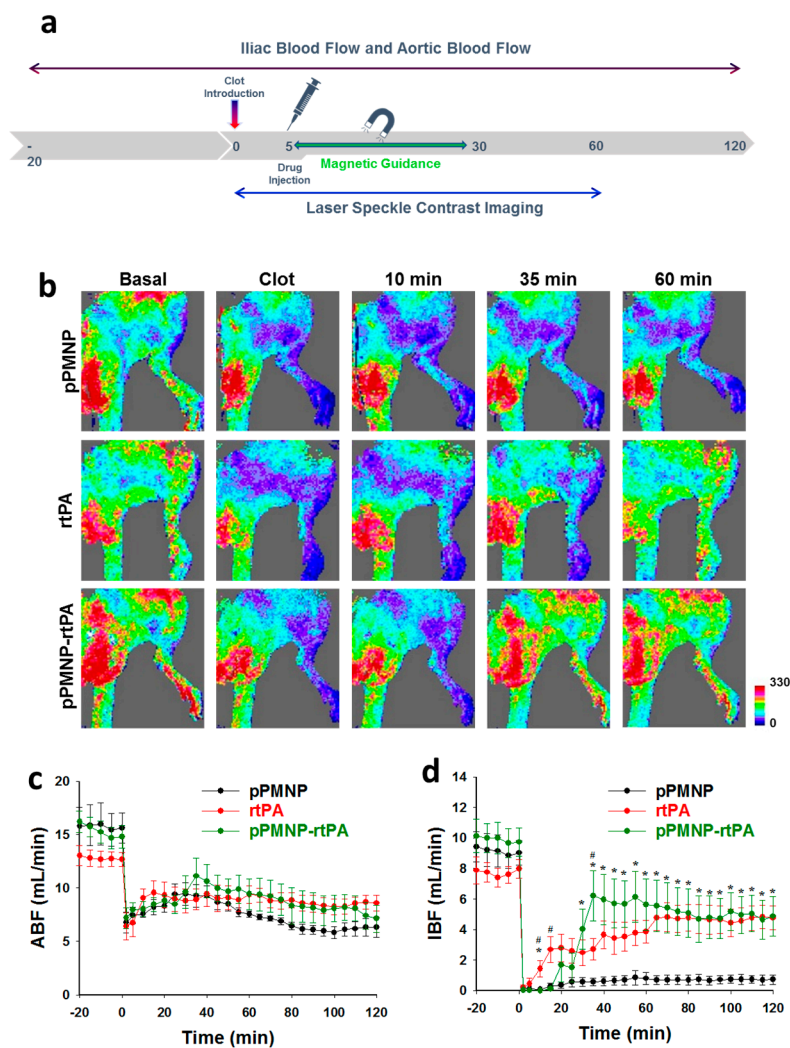 a
Iliac Blood Flow and Aortic Blood Flow
Clot
Introduction
-
20
0
5
30
60
120
Magnetic Guidance
Drug
Injection
Laser Speckle Contrast Imaging
b
Basal
Clot
10 min
35 min
60 min
pPMNP
rtPA
pPMNP-rtPA
330
0
c
pPMNP
rtPA
pPMNP-rtPA
ABF (mL/min)
20
15
10
5
0
-20
0
20
40
60
80
100
120
Time (min)
d
pPMNP
rtPA
pPMNP-rtPA
IBF (mL/min)
14
12
10
8
6
4
2
0
# 
* * * * * * * * * * * * * * * * * * * *
#
*
#
-20
0
20
40
60
80
100
120
Time (min)